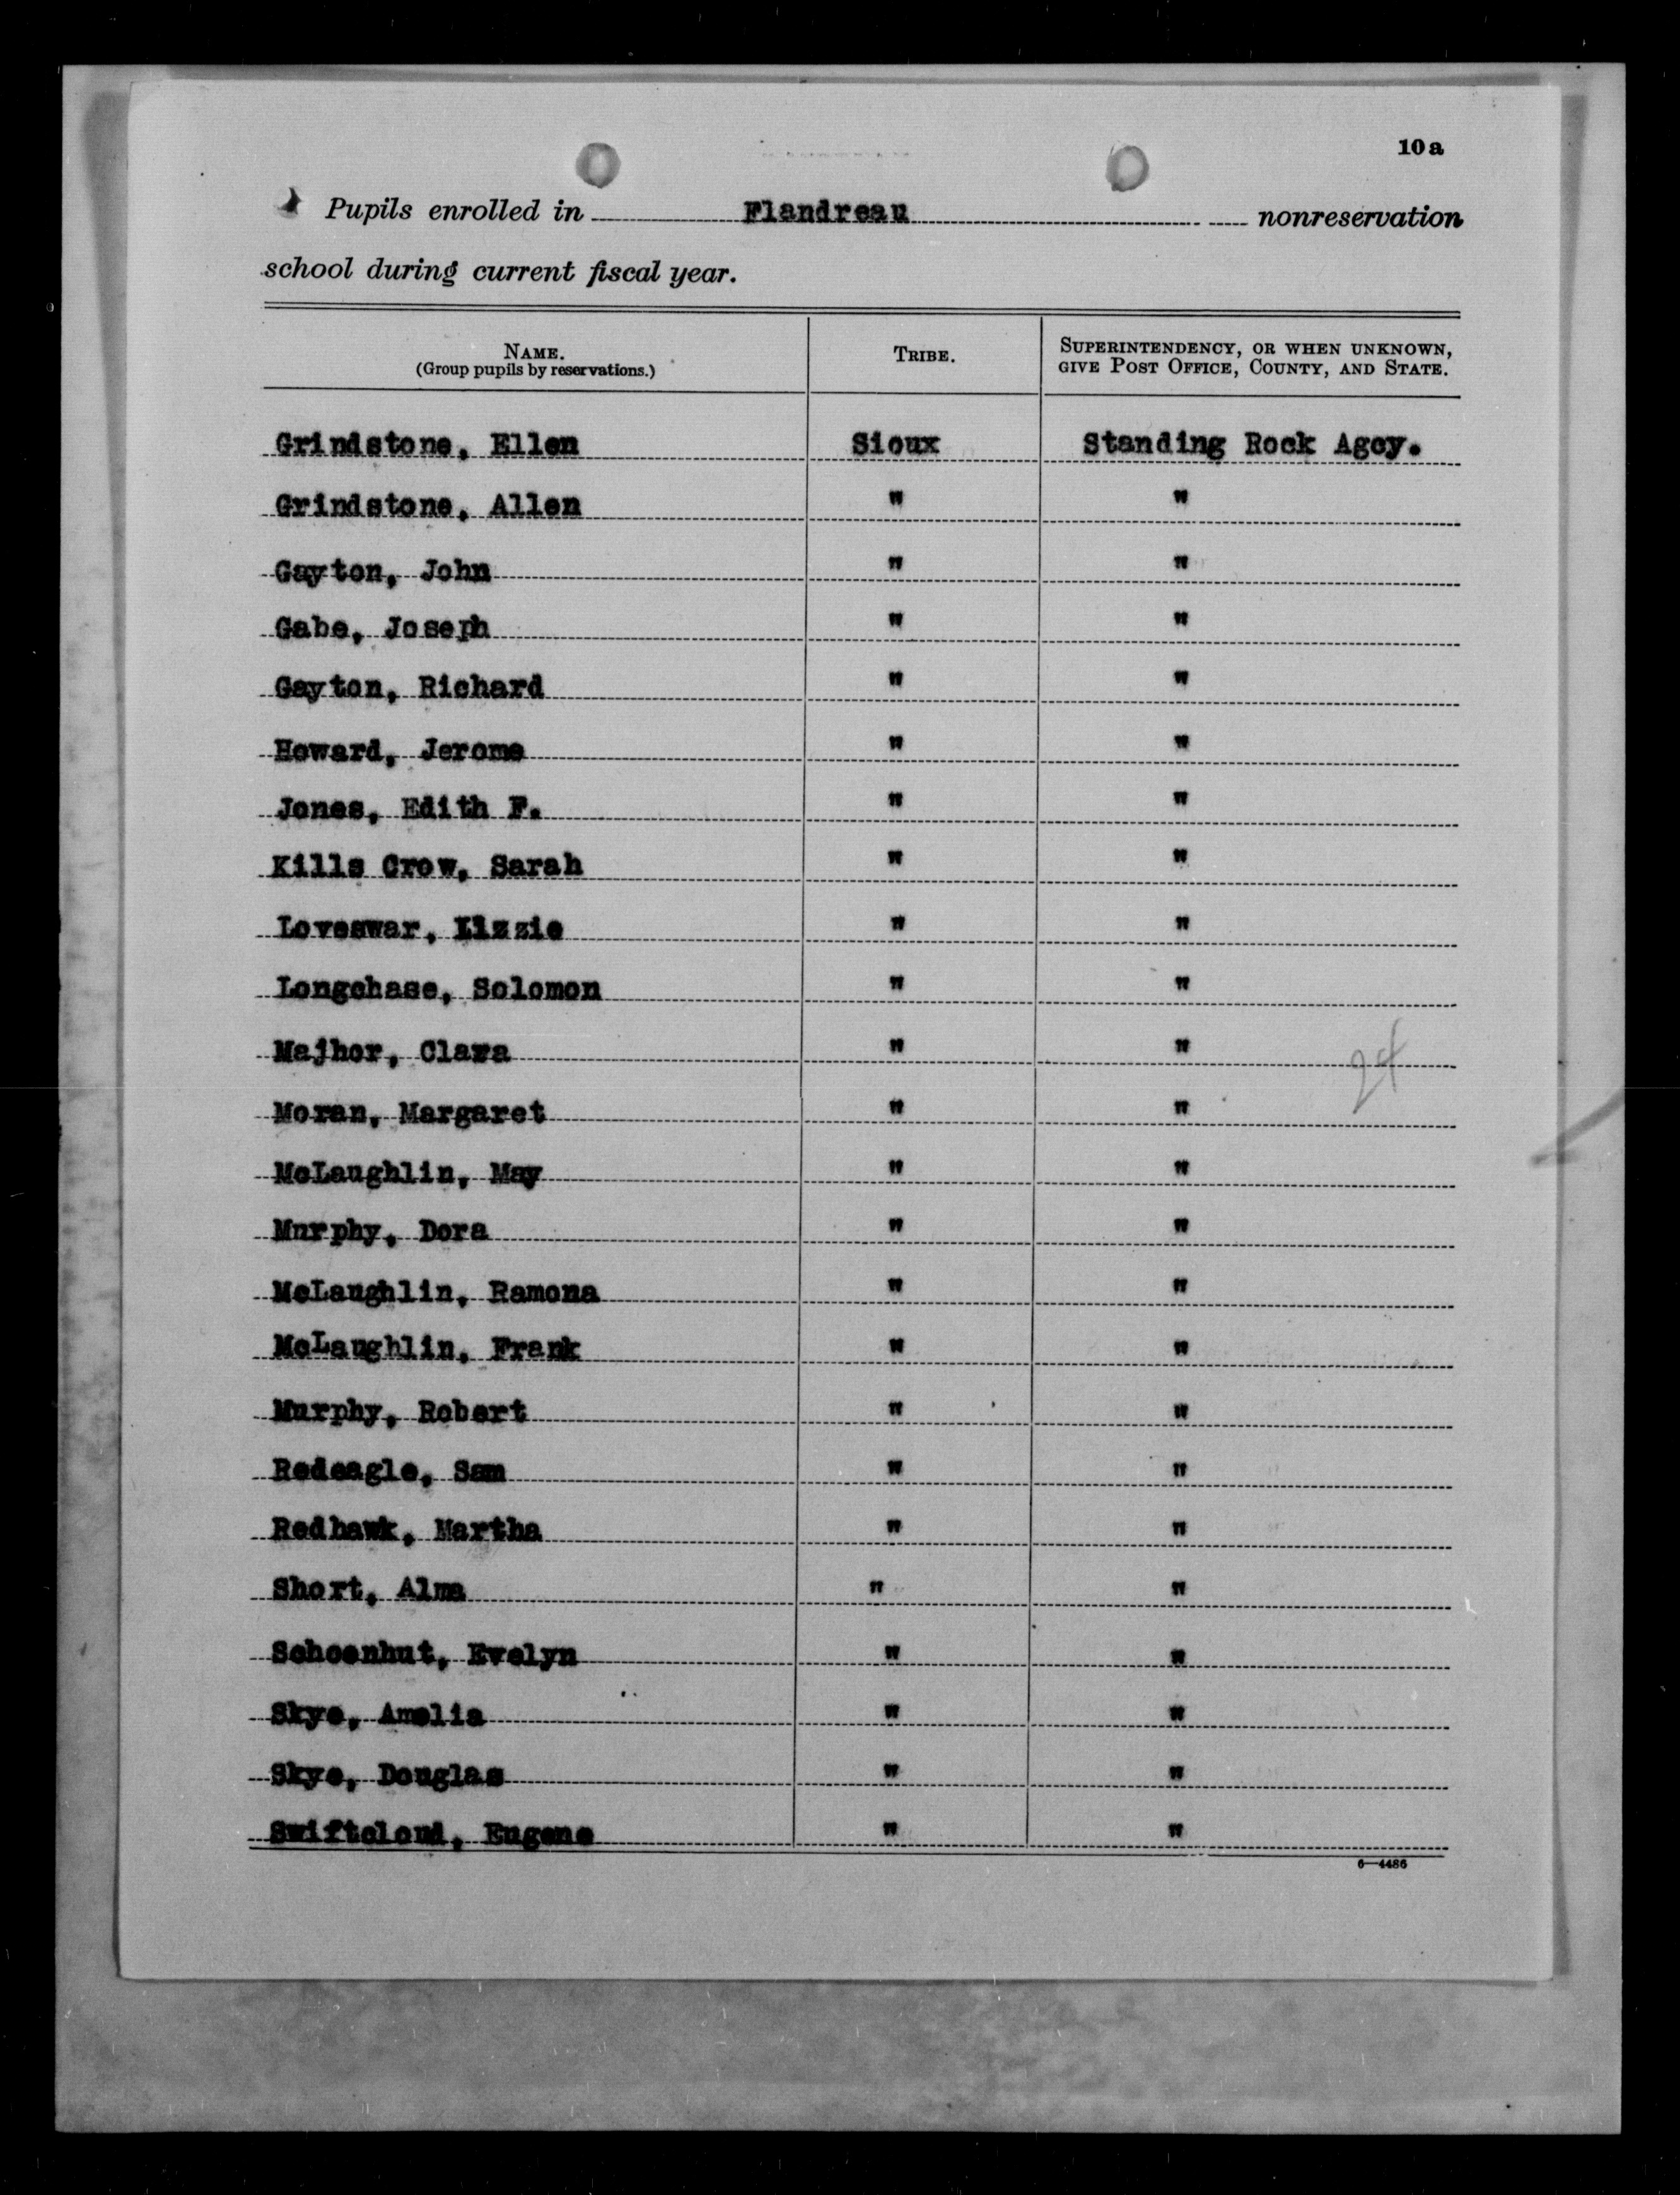 10a
Pupils enrolled in Flandreau nonreservation
school during current fiscal year.
NAME. TRIBE. SUPERINTENDENCY, OR WHEN UNKNOWN,
(Group pupils by reservations.) GIVE POST OFFICE, COUNTY, AND STATE.
Grindstone, Ellen Sioux Standing Rock Agcy.
Grindstone, Allen " "
Gayton, John " "
Gabe, Joseph " "
Gayton, Richard " "
Howard, Jerome " "
Jones, Edith F. " "
Kills Crow, Sarah " "
Loveswar, Lizzie " "
Longchase, Solomon " "
Majhor, Clara " "
24
Moran, Margaret " "
McLaughlin, May " "
Murphy, Dora " "
McLaughlin, Ramona " "
McLaughlin, Frank " "
Murphy, Robert " "
Redeagle, Sam " "
Redhawk, Martha " "
Short, Alma " "
Schoenhut, Evelyn " "
Skye, Amelia " "
Skye, Douglas " "
Swiftcloud, Eugene " "
6—4486